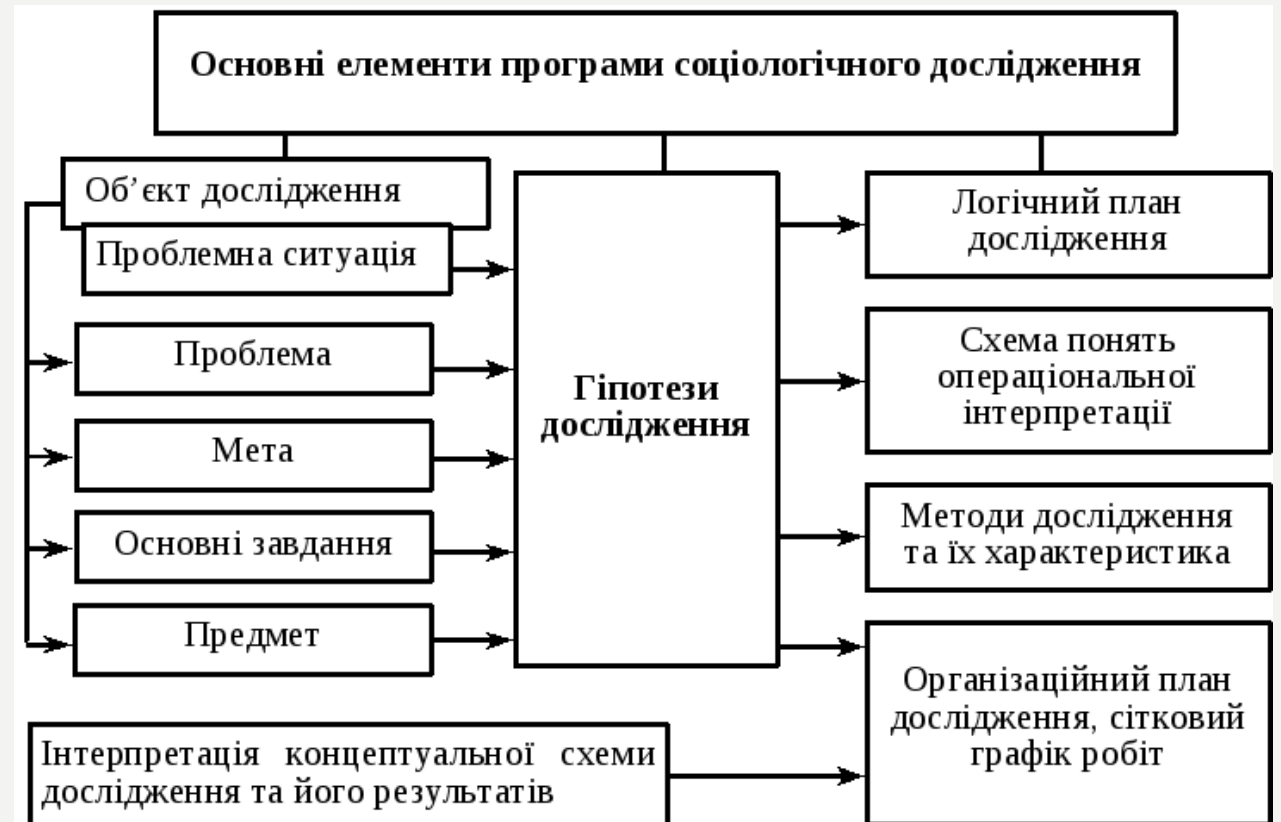 Основні елементи програми соціологічного дослідження
Об’єкт дослідження
Проблемна ситуація
Проблема
Мета
Основні завдання
Предмет
Гіпотези
дослідження
Логічний план
дослідження
Схема понять
операціональної
інтерпретації
Методи дослідження
та їх характеристика
Організаційний план
дослідження, сітковий
графік робіт
Інтерпретація концептуальної схеми
дослідження та його результатів